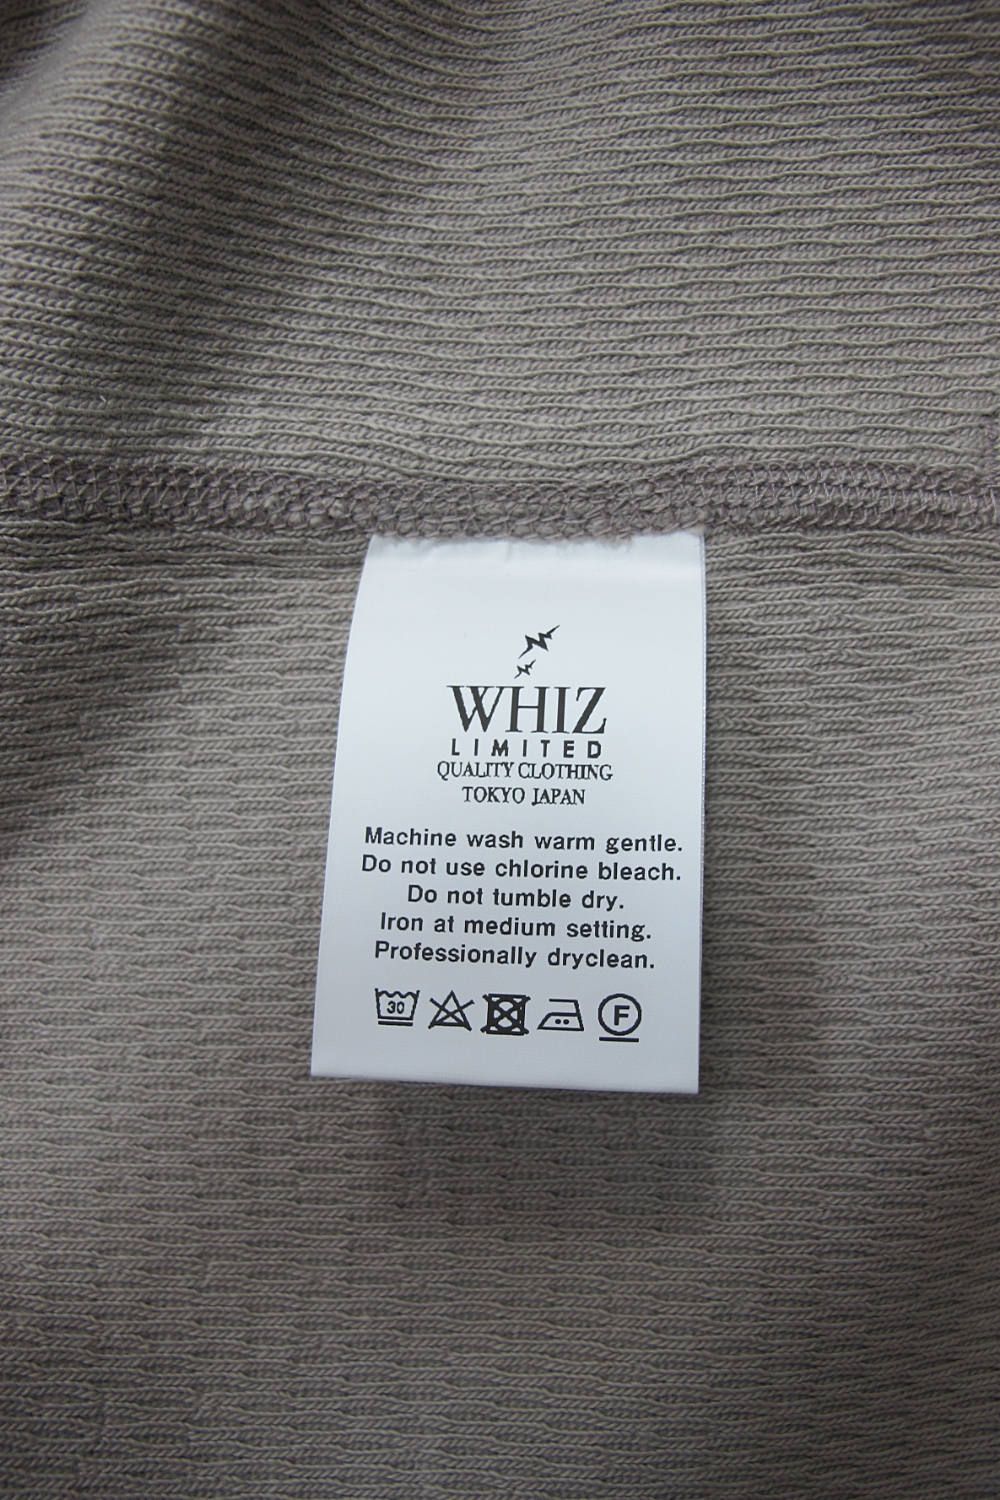 WHIZ
LIMITED
QUALITY CLOTHING
TOKYO JAPAN
Machine wash warm gentle.
Do not use chlorine bleach.
Do not tumble dry.
Iron at medium setting.
Professionally dryclean.
30 F